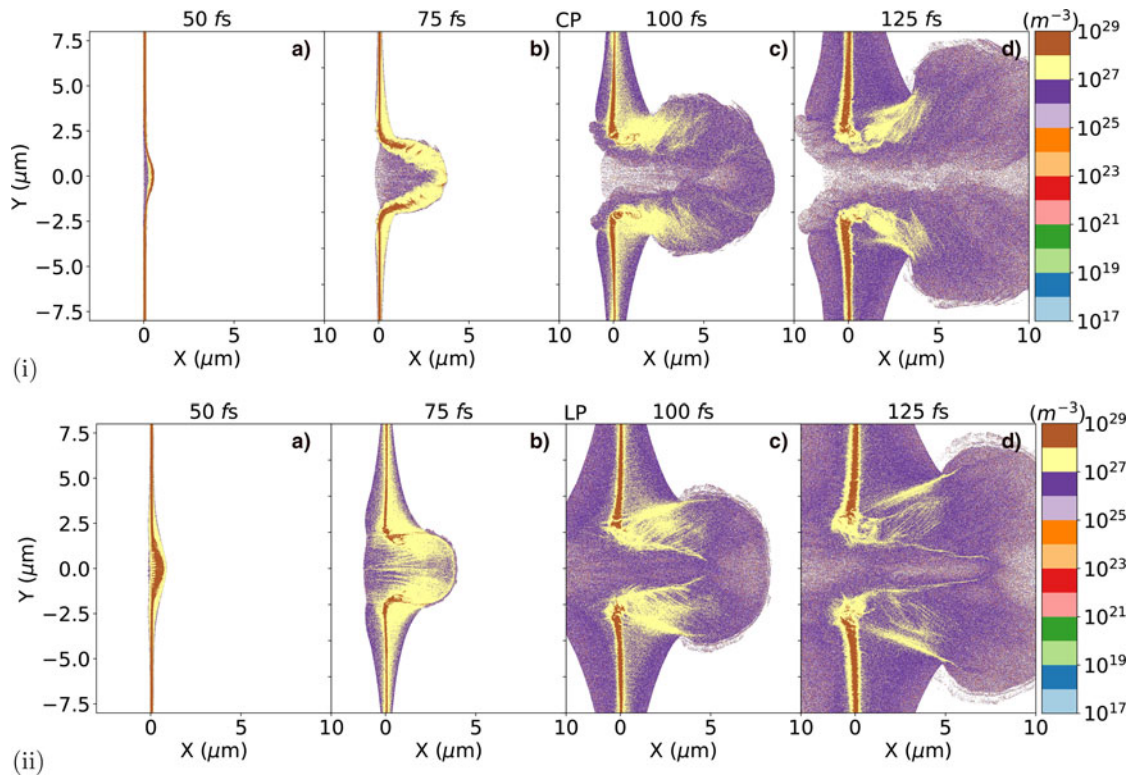 50 fs 75 fs CP 100 fs 125 fs (m⁻³)
a) b) c) d)
7.5
5.0
2.5
0.0
−2.5
−5.0
−7.5
Y (μm)
10²⁹
10²⁷
10²⁵
10²³
10²¹
10¹⁹
10¹⁷
0 5 10 0 5 10 0 5 10 0 5 10
X (μm) X (μm) X (μm) X (μm)
(i)
50 fs 75 fs LP 100 fs 125 fs (m⁻³)
a) b) c) d)
7.5
5.0
2.5
0.0
−2.5
−5.0
−7.5
Y (μm)
10²⁹
10²⁷
10²⁵
10²³
10²¹
10¹⁹
10¹⁷
0 5 10 0 5 10 0 5 10 0 5 10
X (μm) X (μm) X (μm) X (μm)
(ii)